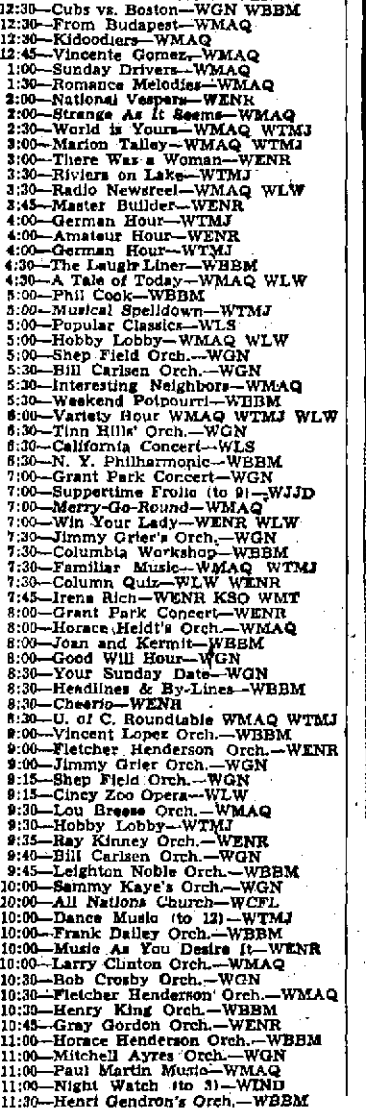 12:30—Cubs vs. Boston—WGN WBBM
12:30—From Budapest—WMAQ
12:30—Kidoodlers—WMAQ
12:45—Vincente Gomez—WMAQ
1:00—Sunday Drivers—WMAQ
1:30—Romance Melodies—WMAQ
2:00—National Vespers—WENR
2:00—Strange As It Seems—WMAQ
2:30—World is Yours—WMAQ WTMJ
3:00—Marion Talley—WMAQ WTMJ
3:00—There Was a Woman—WENR
3:30—Riviera on Lake—WTMJ
3:30—Radio Newsreel—WMAQ WLW
3:45—Master Builder—WENR
4:00—German Hour—WTMJ
4:00—Amateur Hour—WENR
4:00—German Hour—WTMJ
4:30—The Laugh Liner—WBBM
4:30—A Tale of Today—WMAQ WLW
5:00—Phil Cook—WBBM
5:00—Musical Spelldown—WTMJ
5:00—Popular Classics—WLS
5:00—Hobby Lobby—WMAQ WLW
5:00—Shep Field Orch.—WGN
5:30—Bill Carlsen Orch.—WGN
5:30—Interesting Neighbors—WMAQ
5:30—Weekend Potpourri—WBBM
6:00—Variety Hour WMAQ WTMJ WLW
6:30—Tinn Hills' Orch.—WGN
6:30—California Concert—WLS
6:30—N. Y. Philharmonic—WBBM
7:00—Grant Park Concert—WGN
7:00—Suppertime Frolic (to 9)—WJJD
7:00—Merry-Go-Round—WMAQ
7:00—Win Your Lady—WENR WLW
7:30—Jimmy Grier's Orch.—WGN
7:30—Columbia Workshop—WBBM
7:30—Familiar Music—WMAQ WTMJ
7:30—Column Quiz—WLW WENR
7:45—Irene Rich—WENR KSO WMT
8:00—Grant Park Concert—WENR
8:00—Horace Heidt's Orch.—WMAQ
8:00—Joan and Kermit—WBBM
8:00—Good Will Hour—WGN
8:30—Your Sunday Date—WGN
8:30—Headlines & By-Lines—WBBM
8:30—Cheerio—WENR
8:30—U. of C. Roundtable WMAQ WTMJ
9:00—Vincent Lopez Orch.—WBBM
9:00—Fletcher Henderson Orch.—WENR
9:00—Jimmy Grier Orch.—WGN
9:15—Shep Field Orch.—WGN
9:15—Cincy Zoo Opera—WLW
9:30—Lou Breese Orch.—WMAQ
9:30—Hobby Lobby—WTMJ
9:35—Ray Kinney Orch.—WENR
9:40—Bill Carlsen Orch.—WGN
9:45—Leighton Noble Orch.—WBBM
10:00—Sammy Kaye's Orch.—WGN
10:00—All Nations Church—WCFL
10:00—Dance Music (to 12)—WTMJ
10:00—Frank Dailey Orch.—WBBM
10:00—Music As You Desire It—WENR
10:00—Larry Clinton Orch.—WMAQ
10:30—Bob Crosby Orch.—WGN
10:30—Fletcher Henderson' Orch.—WMAQ
10:30—Henry King Orch.—WBBM
10:45—Gray Gordon Orch.—WENR
11:00—Horace Henderson Orch.—WBBM
11:00—Mitchell Ayres Orch.—WGN
11:00—Paul Martin Music—WMAQ
11:00—Night Watch (to 3)—WIND
11:30—Henri Gendron's Orch.—WBBM